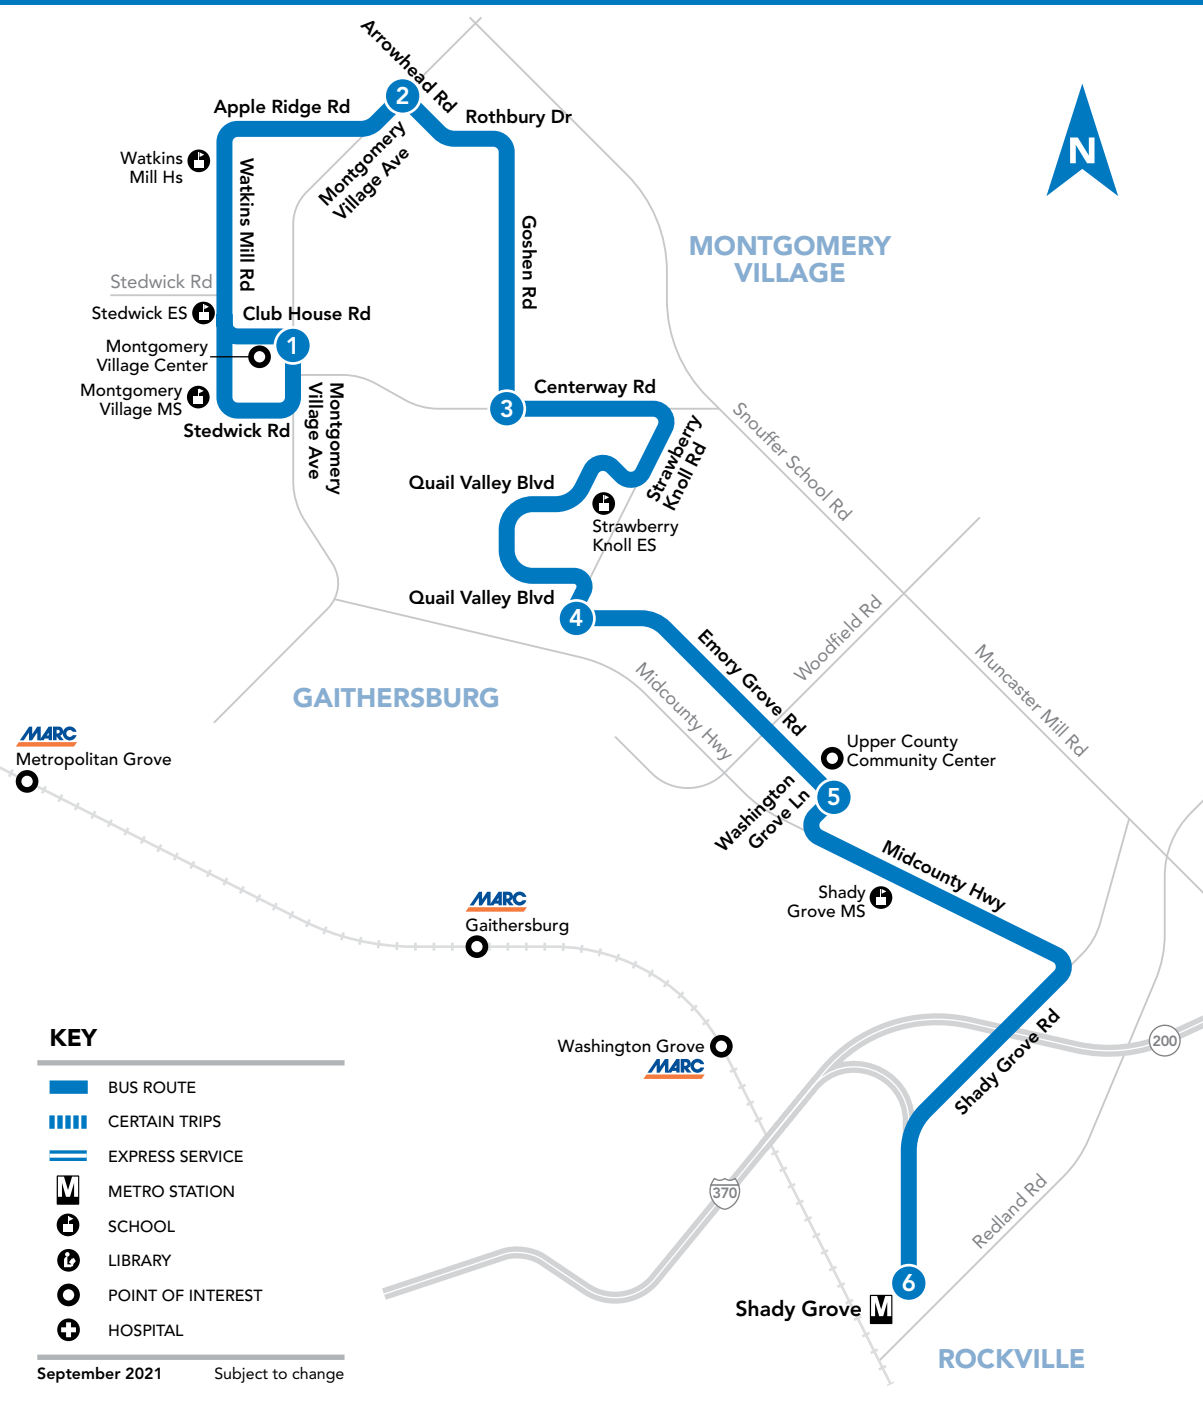 Arrowhead Rd
2
Apple Ridge Rd
Rothbury Dr
Montgomery
Village Ave
Watkins
Mill Hs
Watkins Mill Rd
Goshen Rd
N
MONTGOMERY
VILLAGE
Stedwick Rd
Stedwick ES
Club House Rd
1
Montgomery
Village Center
Montgomery
Village MS
Stedwick Rd
Montgomery
Village Ave
3
Centerway Rd
Strawberry
Knoll Rd
Snouffer School Rd
Quail Valley Blvd
Strawberry
Knoll ES
Quail Valley Blvd
4
Emory Grove Rd
Woodfield Rd
Muncaster Mill Rd
Midcounty Hwy
GAITHERSBURG
MARC
Metropolitan Grove
Upper County
Community Center
5
Washington
Grove Ln
Midcounty Hwy
Shady
Grove MS
MARC
Gaithersburg
Washington Grove
MARC
Shady Grove Rd
200
370
Redland Rd
6
Shady Grove M
ROCKVILLE
KEY
BUS ROUTE
CERTAIN TRIPS
EXPRESS SERVICE
M METRO STATION
SCHOOL
LIBRARY
POINT OF INTEREST
HOSPITAL
September 2021 Subject to change